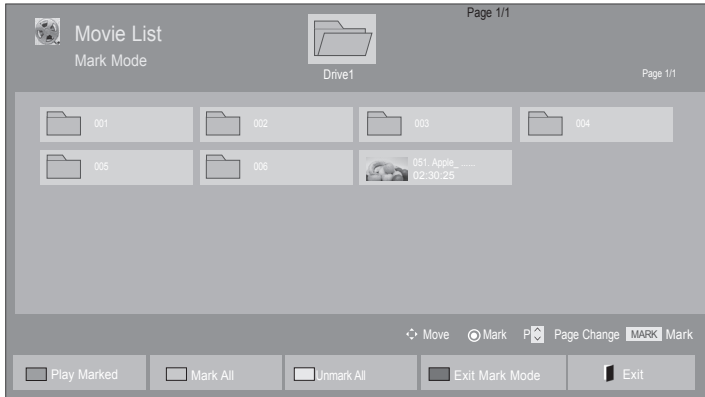 Page 1/1
Movie List
Mark Mode
Drive1
Page 1/1
001
002
003
004
005
006
051. Apple_ ......
02:30:25
Move
Mark
P
Page Change
MARK
Mark
Play Marked
Mark All
Unmark All
Exit Mark Mode
Exit